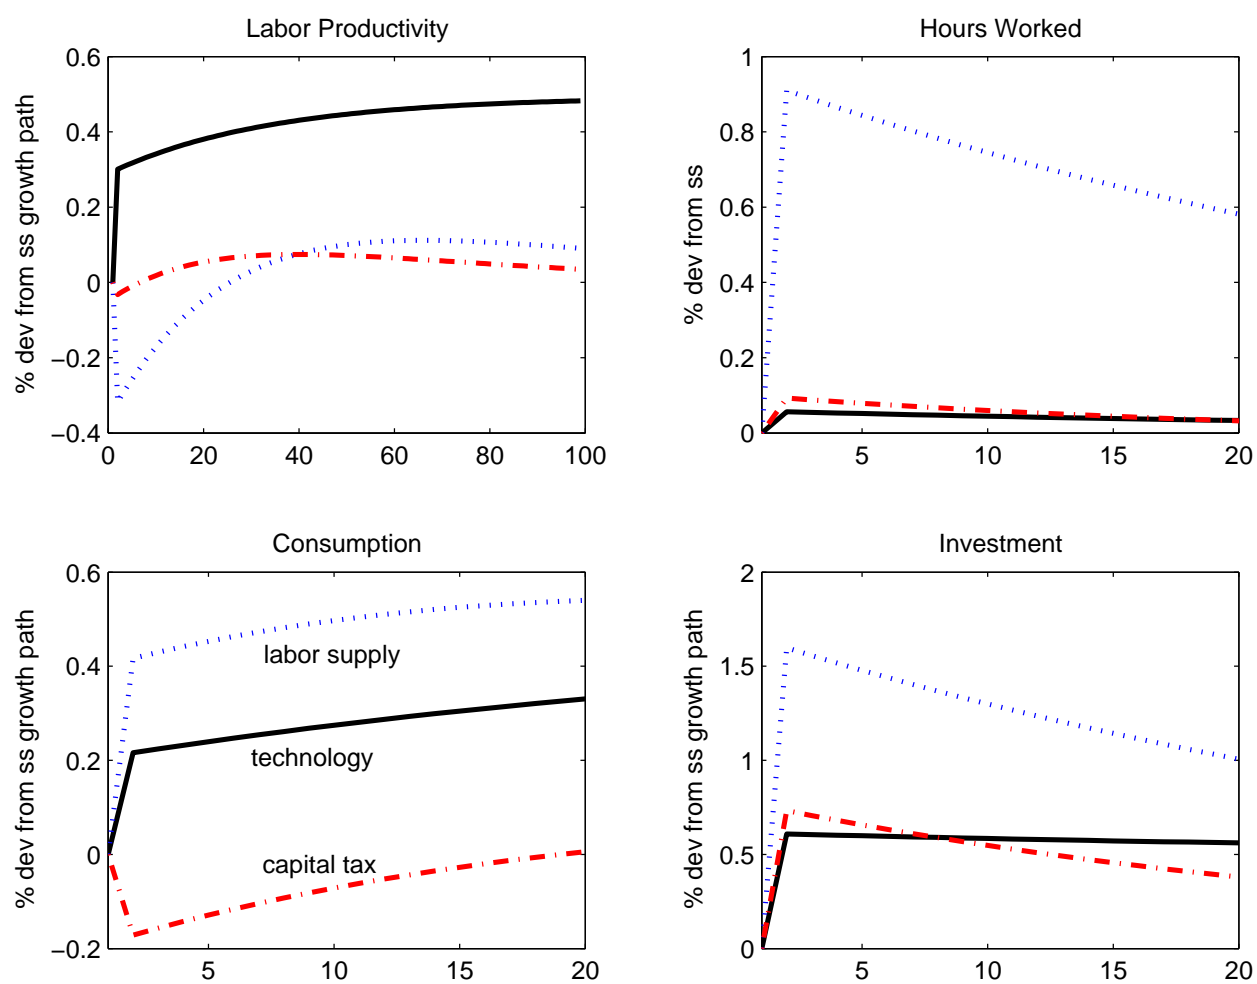 Labor Productivity
% dev from ss growth path
0.6
0.4
0.2
0
−0.2
−0.4
0 20 40 60 80 100
Hours Worked
% dev from ss
1
0.8
0.6
0.4
0.2
0
5 10 15 20
Consumption
% dev from ss growth path
0.6
0.4
0.2
0
−0.2
labor supply
technology
capital tax
5 10 15 20
Investment
% dev from ss growth path
2
1.5
1
0.5
0
5 10 15 20